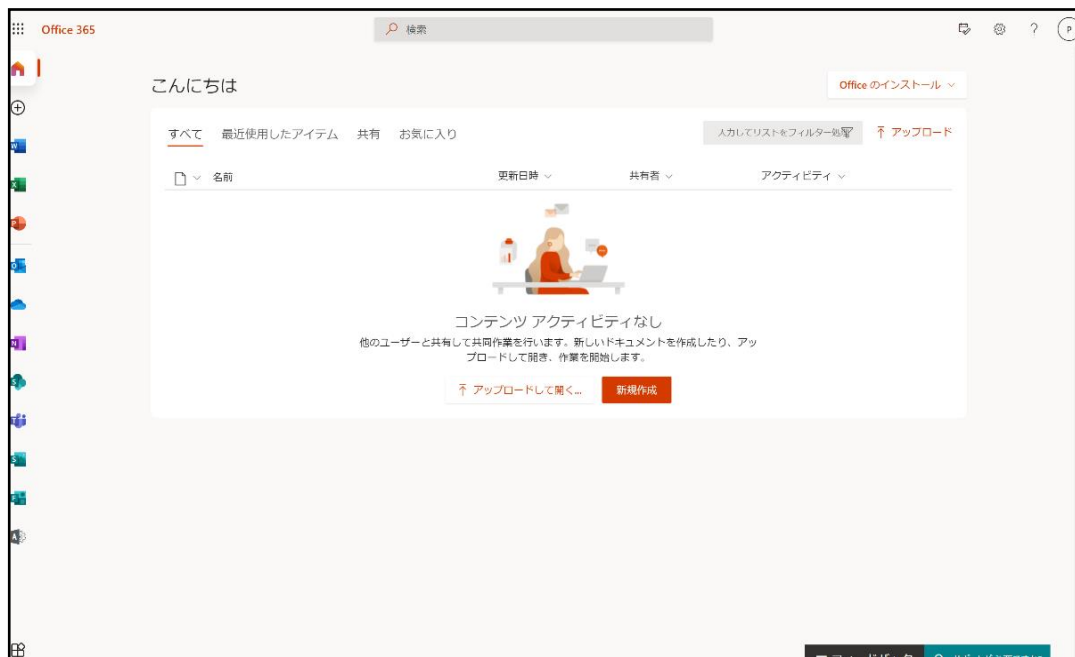 Office 365
検索
P
こんにちは
Office のインストール
すべて 最近使用したアイテム 共有 お気に入り
入力してリストをフィルター処
アップロード
名前 更新日時 共有者 アクティビティ
コンテンツ アクティビティなし
他のユーザーと共有して共同作業を行います。新しいドキュメントを作成したり、アッ
プロードして開き、作業を開始します。
アップロードして開く...
新規作成